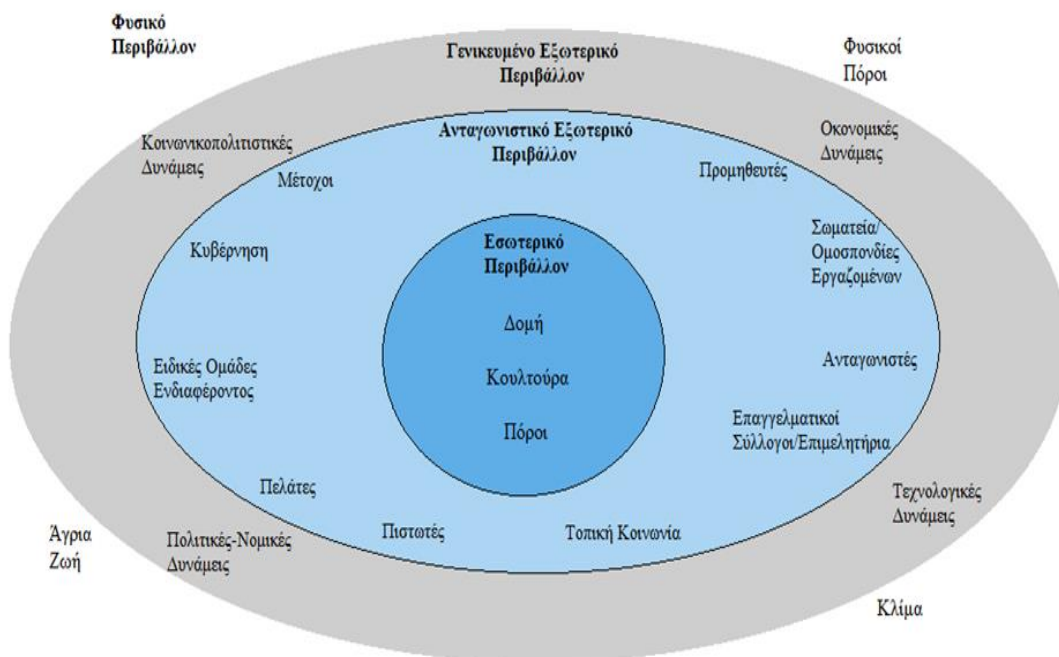 Φυσικό
Περιβάλλον
Γενικευμένο Εξωτερικό
Περιβάλλον
Φυσικοί
Πόροι
Ανταγωνιστικό Εξωτερικό
Περιβάλλον
Οκονομικές
Δυνάμεις
Κοινωνικοπολιτιστικές
Δυνάμεις
Μέτοχοι
Προμηθευτές
Κυβέρνηση
Σωματεία/
Ομοσπονδίες
Εργαζομένων
Εσωτερικό
Περιβάλλον
Δομή
Κουλτούρα
Πόροι
Ειδικές Ομάδες
Ενδιαφέροντος
Ανταγωνιστές
Επαγγελματικοί
Σύλλογοι/Επιμελητήρια
Πελάτες
Πιστωτές
Τοπική Κοινωνία
Τεχνολογικές
Δυνάμεις
Άγρια
Ζωή
Πολιτικές-Νομικές
Δυνάμεις
Κλίμα